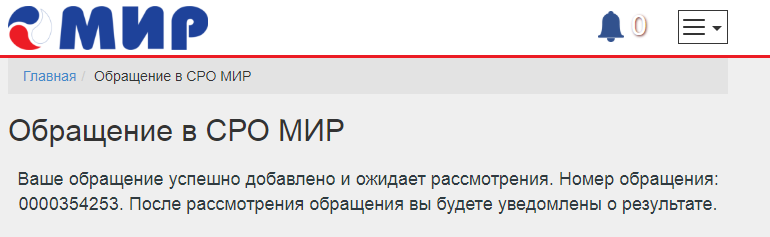 МИР
0
Главная / Обращение в СРО МИР
Обращение в СРО МИР
Ваше обращение успешно добавлено и ожидает рассмотрения. Номер обращения:
0000354253. После рассмотрения обращения вы будете уведомлены о результате.